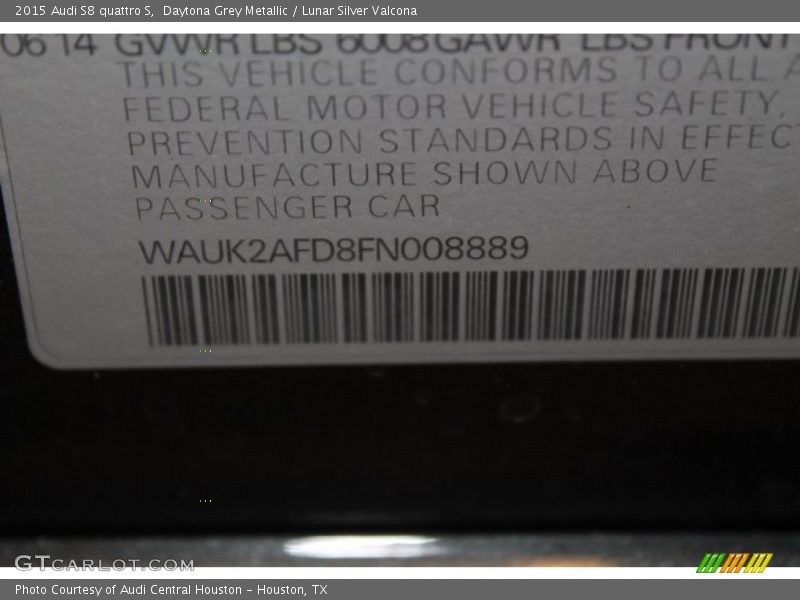 2015 Audi S8 quattro S, Daytona Grey Metallic / Lunar Silver Valcona
06 14 GVWR LBS 6008 GAWR LBS FRONT
THIS VEHICLE CONFORMS TO ALL A
FEDERAL MOTOR VEHICLE SAFETY,
PREVENTION STANDARDS IN EFFEC
MANUFACTURE SHOWN ABOVE
PASSENGER CAR
WAUK2AFD8FN008889
GTCARLOT.COM
Photo Courtesy of Audi Central Houston - Houston, TX